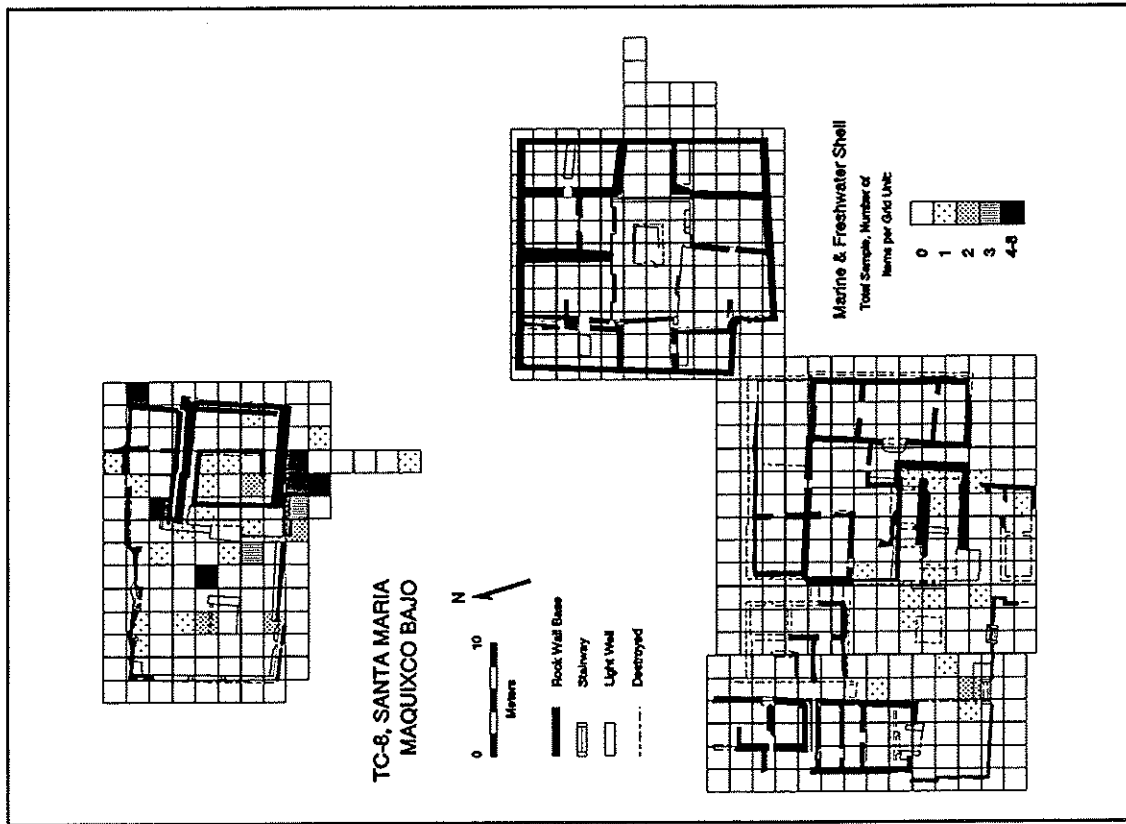 TC-8, SANTA MARIA
MAQUIXCO BAJO
N
0 10
Meters
Rock Wall Base
Stairway
Light Well
Destroyed
Marine & Freshwater Shell
Total Sample, Number of
Items per Grid Unit:
0
1
2
3
4-8